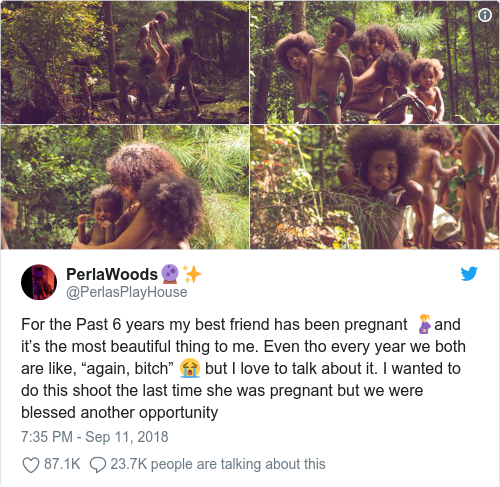 PerlaWoods🔮✨
@PerlasPlayHouse
For the Past 6 years my best friend has been pregnant 🤰and
it’s the most beautiful thing to me. Even tho every year we both
are like, “again, bitch” 😭 but I love to talk about it. I wanted to
do this shoot the last time she was pregnant but we were
blessed another opportunity
7:35 PM - Sep 11, 2018
87.1K 23.7K people are talking about this